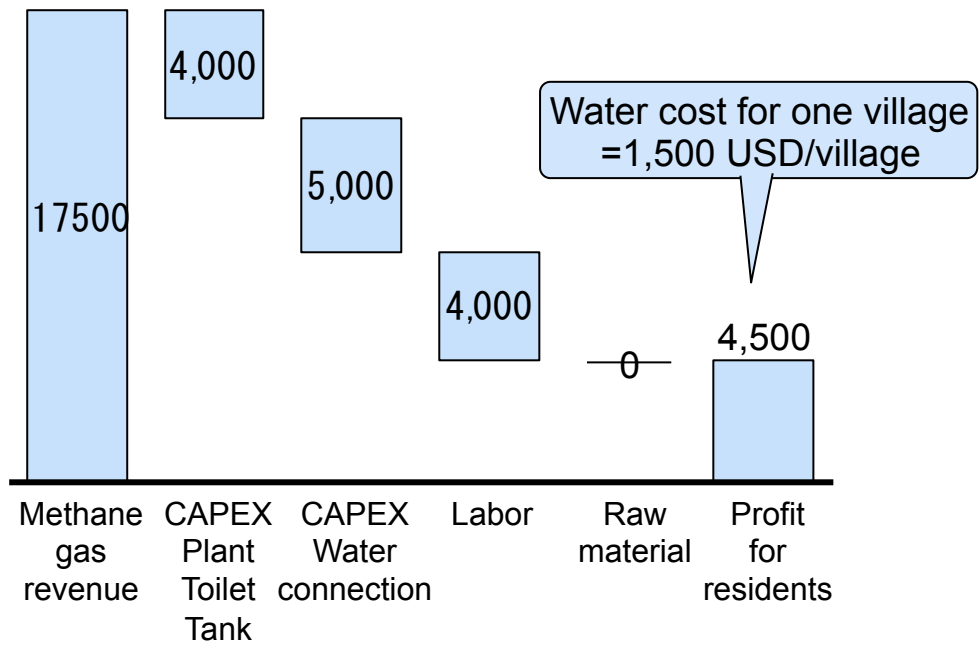 4,000
Water cost for one village
=1,500 USD/village
5,000
17500
4,000
4,500
0
Methane
gas
revenue
CAPEX
Plant
Toilet
Tank
CAPEX
Water
connection
Labor
Raw
material
Profit
for
residents